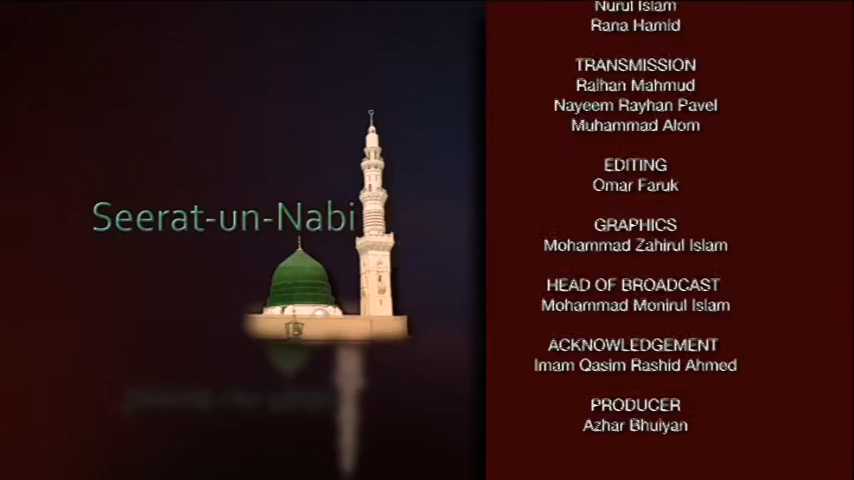 Seerat-un-Nabi
Nurul Islam
Rana Hamid
TRANSMISSION
Raihan Mahmud
Nayeem Rayhan Pavel
Muhammad Alom
EDITING
Omar Faruk
GRAPHICS
Mohammad Zahirul Islam
HEAD OF BROADCAST
Mohammad Monirul Islam
ACKNOWLEDGEMENT
Imam Qasim Rashid Ahmed
PRODUCER
Azhar Bhuiyan